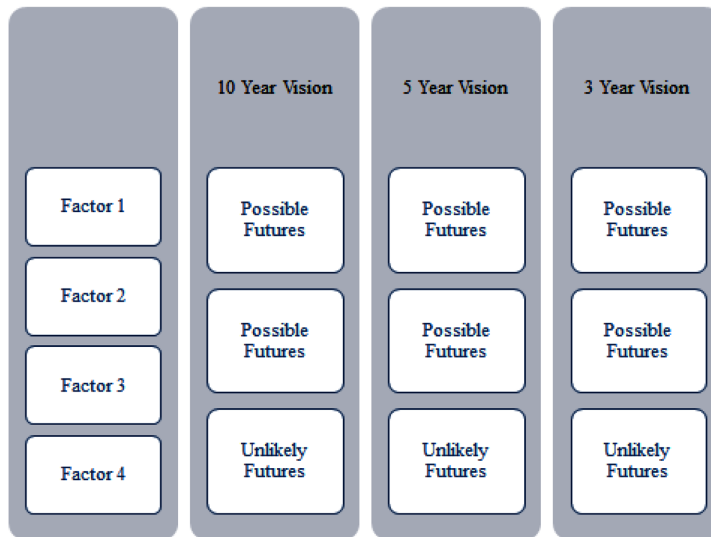 10 Year Vision
5 Year Vision
3 Year Vision
Factor 1
Factor 2
Factor 3
Factor 4
Possible
Futures
Possible
Futures
Unlikely
Futures
Possible
Futures
Possible
Futures
Unlikely
Futures
Possible
Futures
Possible
Futures
Unlikely
Futures